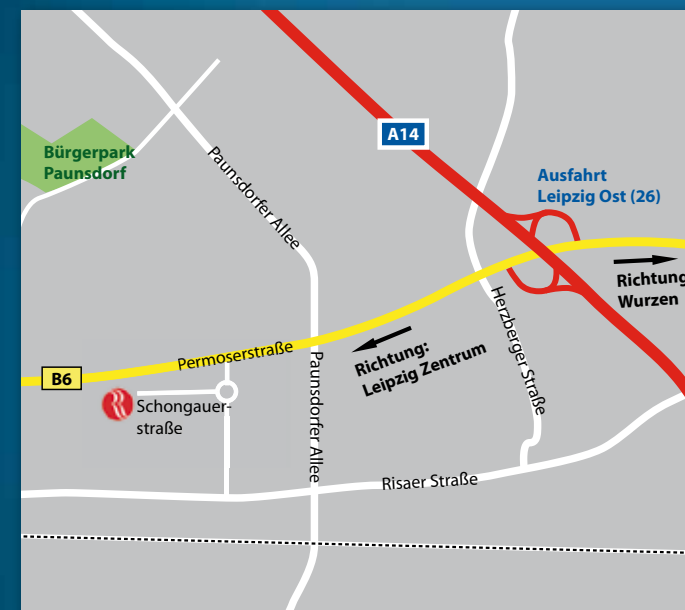 A14
Bürgerpark
Paunsdorf
Paunsdorfer Allee
Ausfahrt
Leipzig Ost (26)
Richtung
Wurzen
Herzberger Straße
Richtung:
Leipzig Zentrum
Permoserstraße
B6
Paunsdorfer Allee
Schongauer-
straße
Risaer Straße